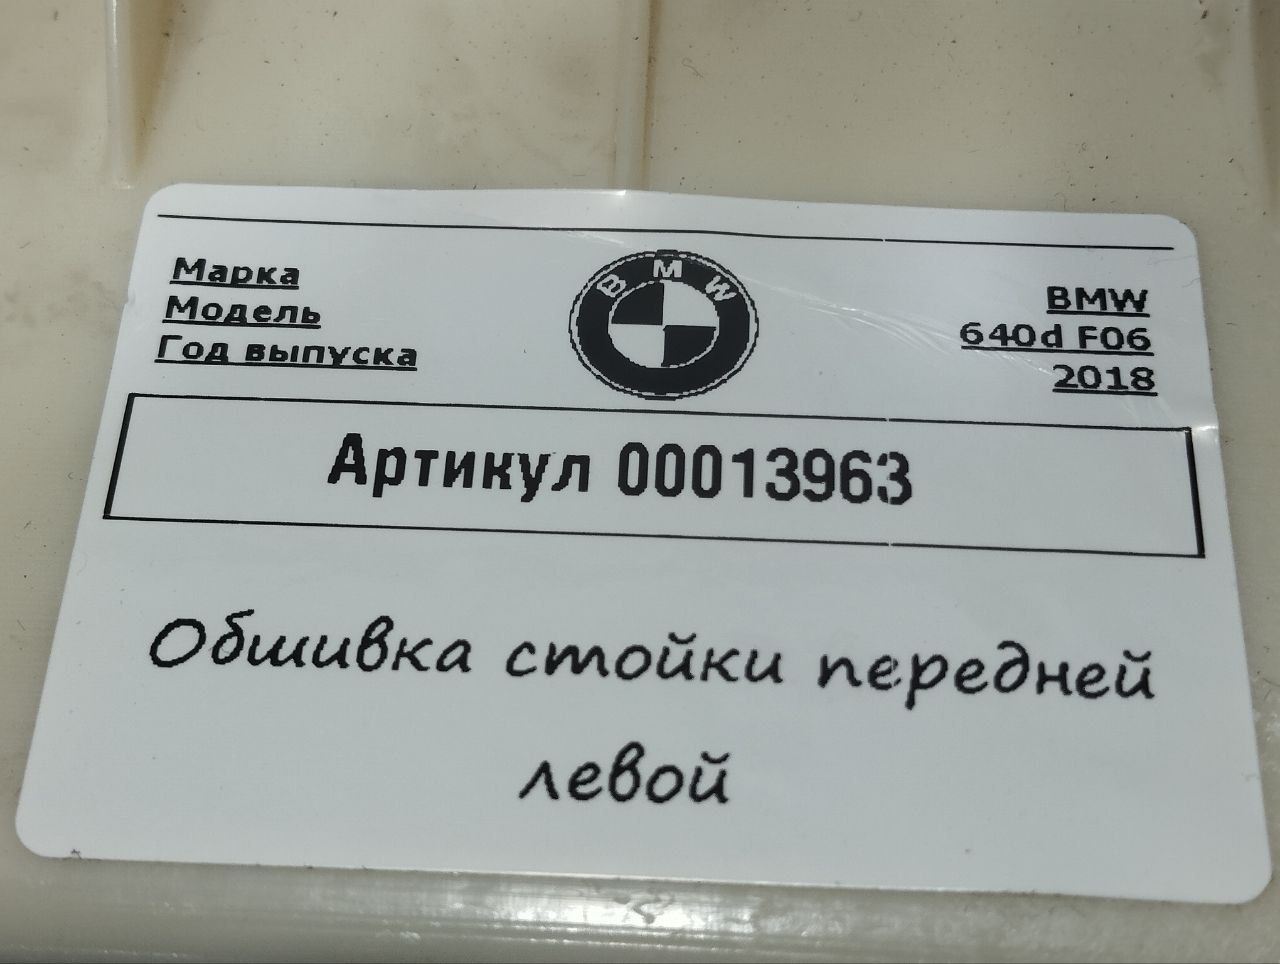 Марка
Модель
Год выпуска
BMW
BMW
640d F06
2018
Артикул 00013963
Обшивка стойки передней
левой